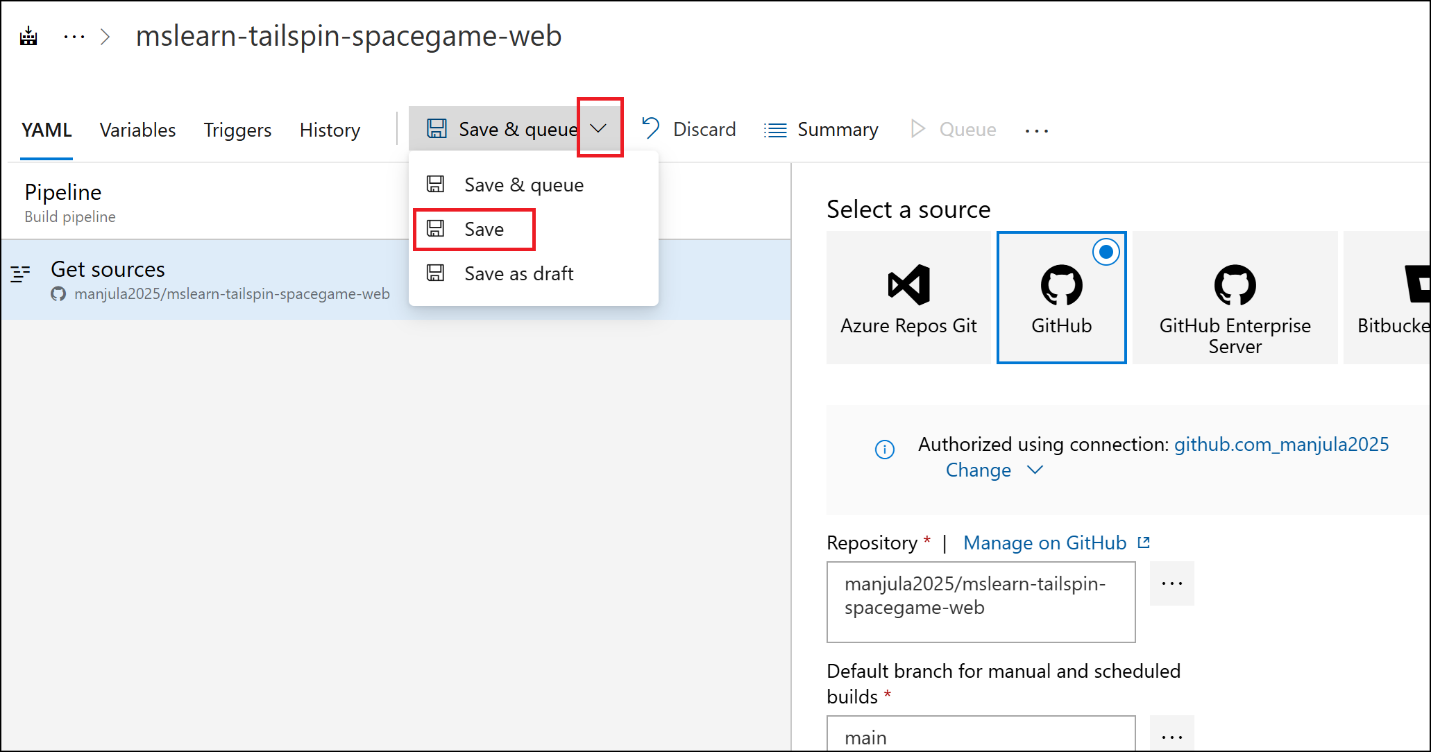 ··· > mslearn-tailspin-spacegame-web
YAML Variables Triggers History Save & queue Discard Summary Queue ···
Save & queue
Save
Save as draft
Pipeline
Build pipeline
Get sources
manjula2025/mslearn-tailspin-spacegame-web
Select a source
Azure Repos Git
GitHub
GitHub Enterprise
Server
Bitbucke
Authorized using connection: github.com_manjula2025
Change
Repository * | Manage on GitHub
manjula2025/mslearn-tailspin-
spacegame-web
···
Default branch for manual and scheduled
builds *
main
···